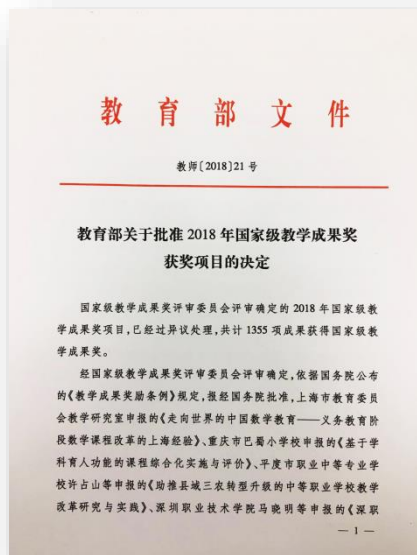 教育部文件
教师〔2018〕21号
教育部关于批准2018年国家级教学成果奖
获奖项目的决定
国家级教学成果奖评审委员会评审确定的2018年国家级教
学成果奖项目,已经过异议处理,共计1355项成果获得国家级教
学成果奖。
经国家级教学成果奖评审委员会评审确定,依据国务院公布
的《教学成果奖励条例》规定,报经国务院批准,上海市教育委员
会教学研究室申报的《走向世界的中国数学教育——义务教育阶
段数学课程改革的上海经验》、重庆市巴蜀小学校申报的《基于学
科育人功能的课程综合化实施与评价》、平度市职业中等专业学
校许占山等申报的《助推县域三农转型升级的中等职业学校教学
改革研究与实践》、深圳职业技术学院马晓明等申报的《深职
— 1 —